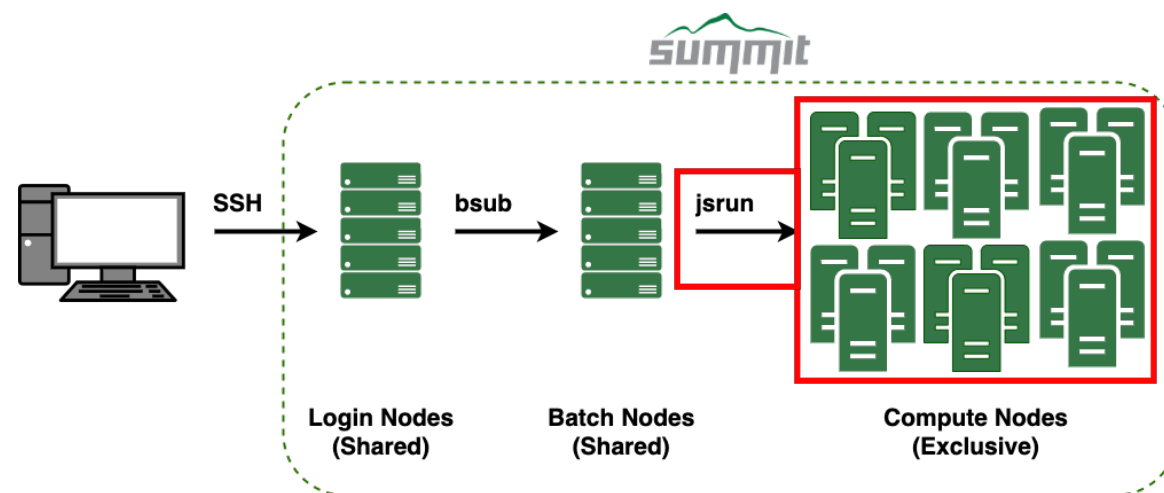 summit
SSH
bsub
jsrun
Login Nodes
(Shared)
Batch Nodes
(Shared)
Compute Nodes
(Exclusive)